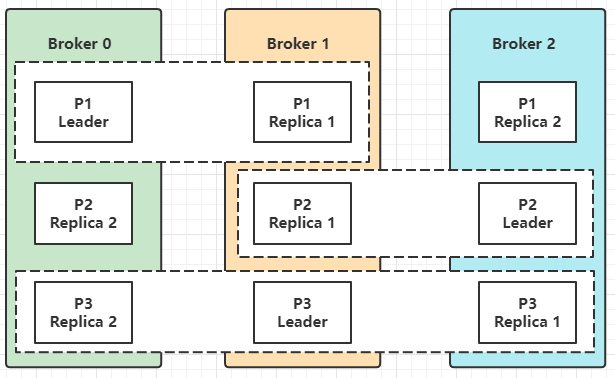 Broker 0
Broker 1
Broker 2
P1
Leader
P1
Replica 1
P1
Replica 2
P2
Replica 2
P2
Replica 1
P2
Leader
P3
Replica 2
P3
Leader
P3
Replica 1